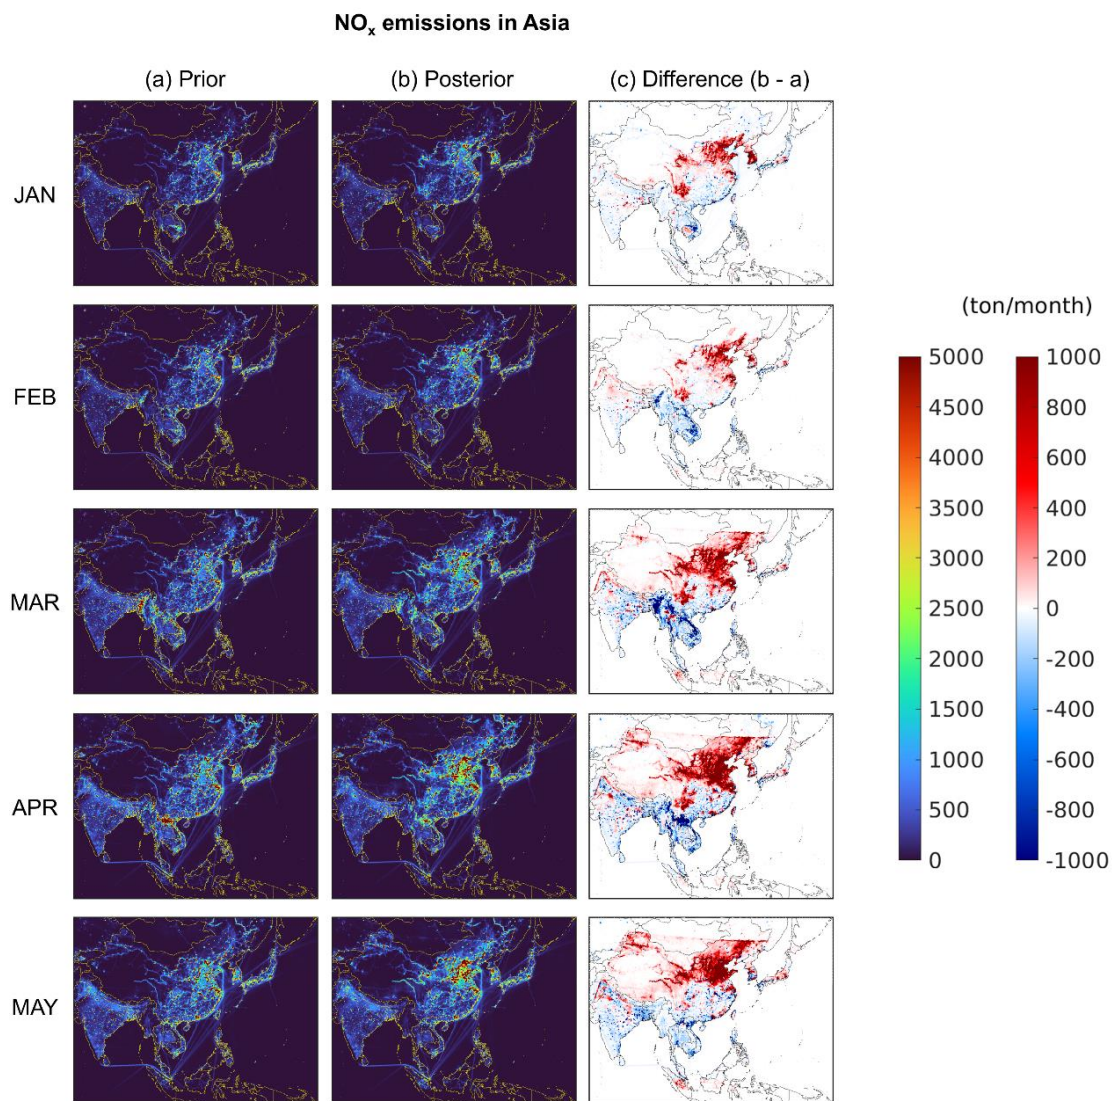 NOx emissions in Asia
(a) Prior (b) Posterior (c) Difference (b - a)
JAN
FEB
MAR
APR
MAY
(ton/month)
5000 1000
4500 800
4000 600
3500 400
3000 200
2500 0
2000 -200
1500 -400
1000 -600
500 -800
0 -1000